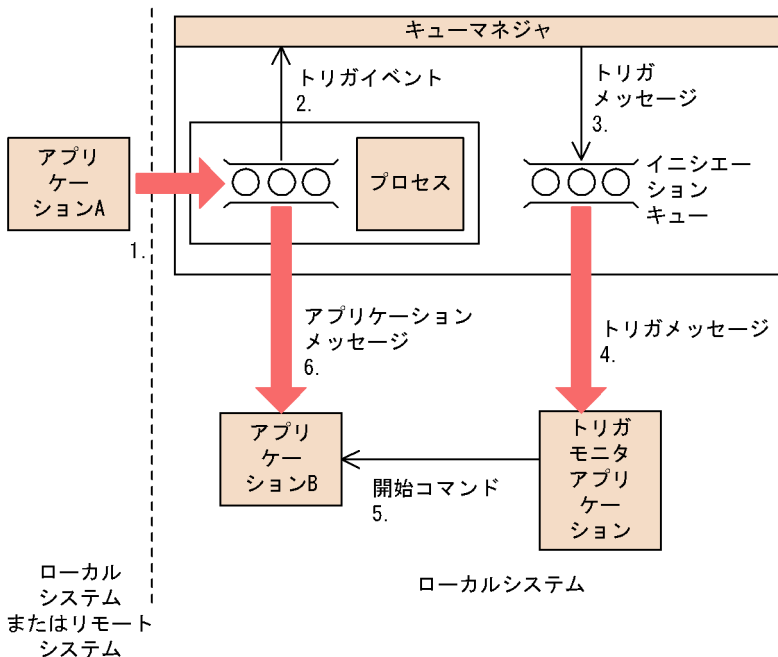 キューマネジャ
トリガイベント
2.
トリガ
メッセージ
3.
アプリ
ケー
ションA
プロセス
イニシエー
ション
キュー
1.
アプリケーション
メッセージ
6.
トリガメッセージ
4.
アプリ
ケー
ションB
開始コマンド
5.
トリガ
モニタ
アプリ
ケー
ション
ローカル
システム
またはリモート
システム
ローカルシステム